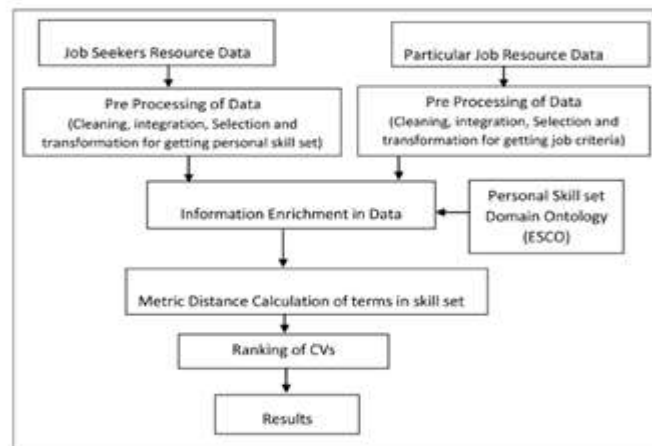 Job Seekers Resource Data
Particular Job Resource Data
Pre Processing of Data
(Cleaning, integration, Selection and
transformation for getting personal skill set)
Pre Processing of Data
(Cleaning, integration, Selection and
transformation for getting job criteria)
Information Enrichment in Data
Personal Skill set
Domain Ontology
(ESCO)
Metric Distance Calculation of terms in skill set
Ranking of CVs
Results